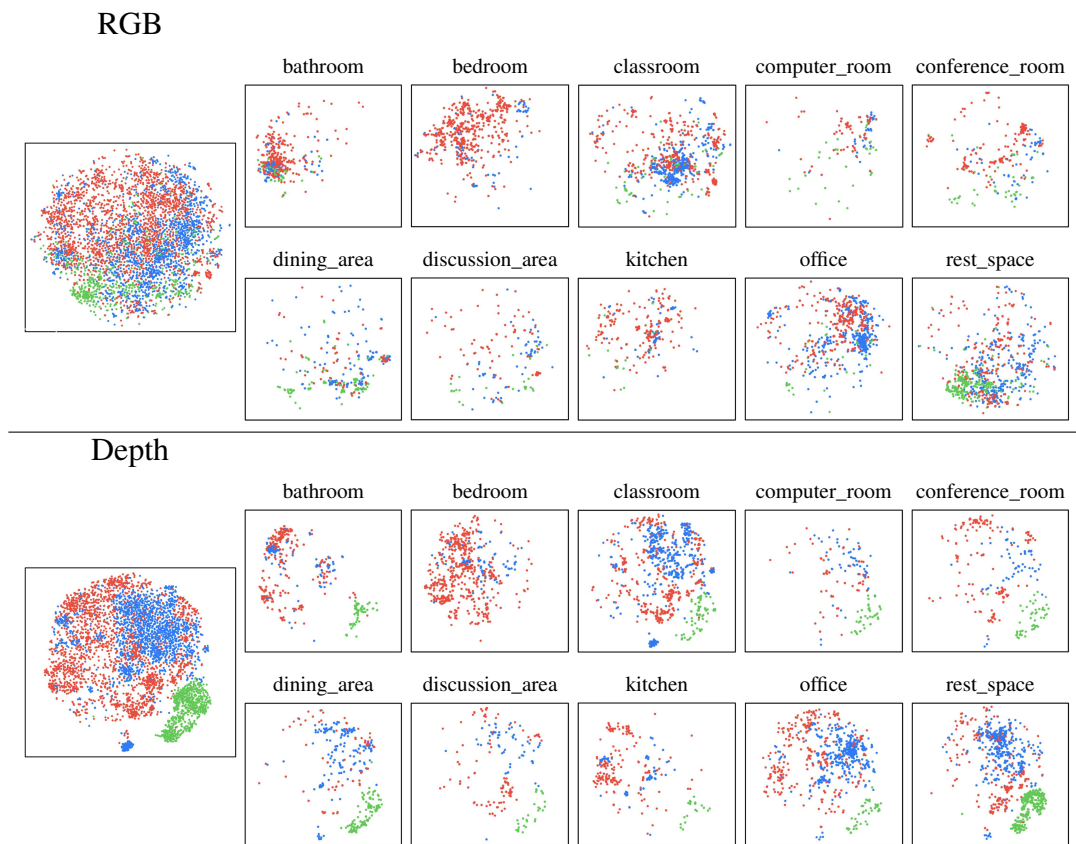 RGB
bathroom bedroom classroom computer_room conference_room
dining_area discussion_area kitchen office rest_space
Depth
bathroom bedroom classroom computer_room conference_room
dining_area discussion_area kitchen office rest_space